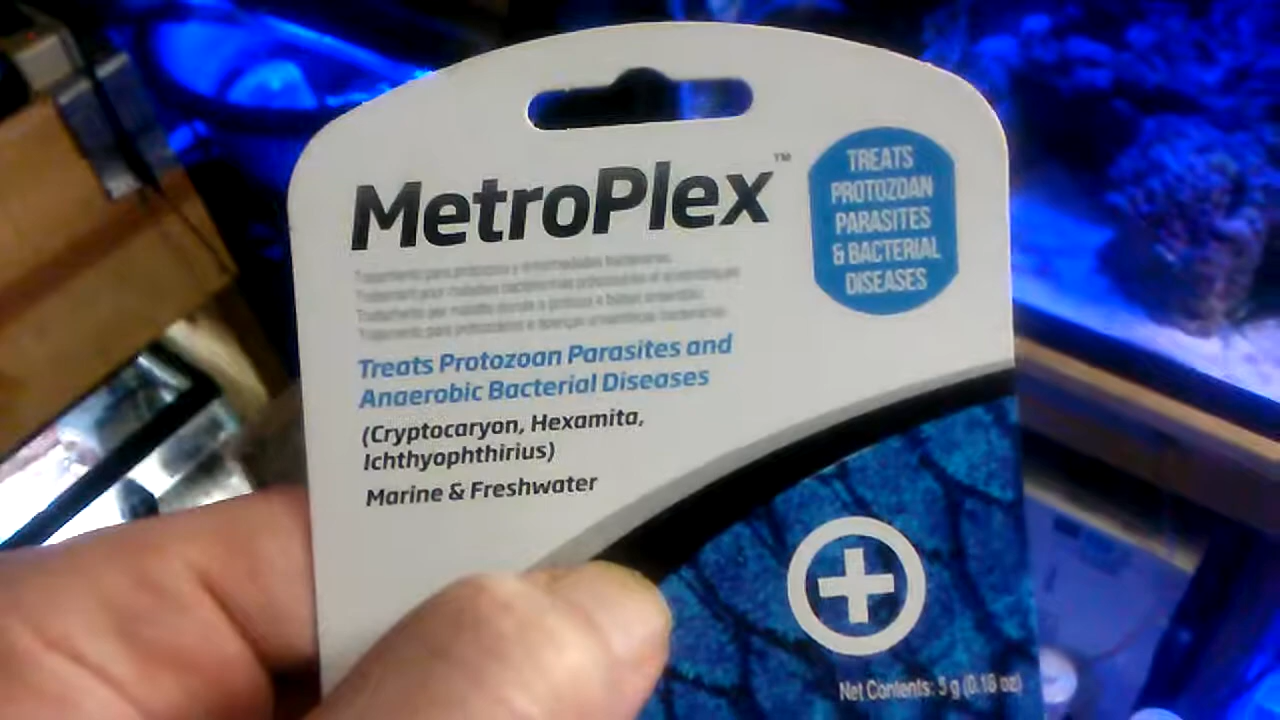 MetroPlex™
TREATS
PROTOZOAN
PARASITES
& BACTERIAL
DISEASES
Treats Protozoan Parasites and
Anaerobic Bacterial Diseases
(Cryptocaryon, Hexamita,
Ichthyophthirius)
Marine & Freshwater
Net Contents: 5 g (0.18 oz)